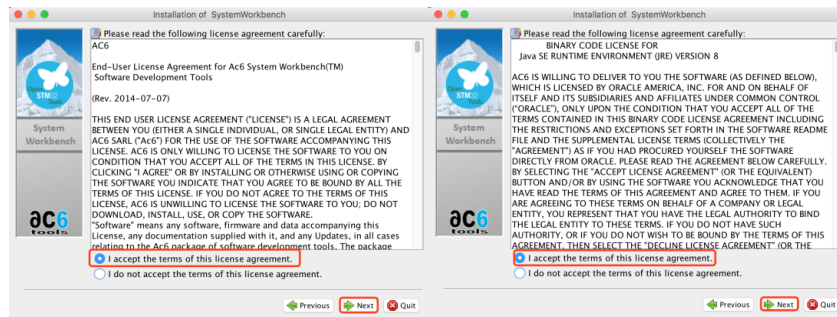 Installation of SystemWorkbench
Please read the following license agreement carefully:
AC6
End-User License Agreement for Ac6 System Workbench(TM)
Software Development Tools
(Rev. 2014-07-07)
THIS END USER LICENSE AGREEMENT ("LICENSE") IS A LEGAL AGREEMENT
BETWEEN YOU (EITHER A SINGLE INDIVIDUAL, OR SINGLE LEGAL ENTITY) AND
AC6 SARL ("Ac6") FOR THE USE OF THE SOFTWARE ACCOMPANYING THIS
LICENSE. AC6 IS ONLY WILLING TO LICENSE THE SOFTWARE TO YOU ON
CONDITION THAT YOU ACCEPT ALL OF THE TERMS IN THIS LICENSE. BY
CLICKING "I AGREE" OR BY INSTALLING OR OTHERWISE USING OR COPYING
THE SOFTWARE YOU INDICATE THAT YOU AGREE TO BE BOUND BY ALL THE
TERMS OF THIS LICENSE. IF YOU DO NOT AGREE TO THE TERMS OF THIS
LICENSE, AC6 IS UNWILLING TO LICENSE THE SOFTWARE TO YOU; DO NOT
DOWNLOAD, INSTALL, USE, OR COPY THE SOFTWARE.
"Software" means any software, firmware and data accompanying this
License, any documentation supplied with it, and any Updates, in all cases
relating to the Ac6 package of software development tools. The package
OpenSTM32
Tools
System
Workbench
ac6
tools
I accept the terms of this license agreement.
I do not accept the terms of this license agreement.
Previous
Next
Quit
Installation of SystemWorkbench
Please read the following license agreement carefully:
BINARY CODE LICENSE FOR
Java SE RUNTIME ENVIRONMENT (JRE) VERSION 8
AC6 IS WILLING TO DELIVER TO YOU THE SOFTWARE (AS DEFINED BELOW),
WHICH IS LICENSED BY ORACLE AMERICA, INC. FOR AND ON BEHALF OF
ITSELF AND ITS SUBSIDIARIES AND AFFILIATES UNDER COMMON CONTROL
("ORACLE"), ONLY UPON THE CONDITION THAT YOU ACCEPT ALL OF THE
TERMS CONTAINED IN THIS BINARY CODE LICENSE AGREEMENT INCLUDING
THE RESTRICTIONS AND EXCEPTIONS SET FORTH IN THE SOFTWARE README
FILE AND THE SUPPLEMENTAL LICENSE TERMS (COLLECTIVELY THE
"AGREEMENT") AS IF YOU HAD PROCURED YOURSELF THE SOFTWARE
DIRECTLY FROM ORACLE. PLEASE READ THE AGREEMENT BELOW CAREFULLY.
BY SELECTING THE "ACCEPT LICENSE AGREEMENT" (OR THE EQUIVALENT)
BUTTON AND/OR BY USING THE SOFTWARE YOU ACKNOWLEDGE THAT YOU
HAVE READ THE TERMS OF THIS AGREEMENT AND AGREE TO THEM. IF YOU
ARE AGREEING TO THESE TERMS ON BEHALF OF A COMPANY OR LEGAL
ENTITY, YOU REPRESENT THAT YOU HAVE THE LEGAL AUTHORITY TO BIND
THE LEGAL ENTITY TO THESE TERMS. IF YOU DO NOT HAVE SUCH
AUTHORITY, OR IF YOU DO NOT WISH TO BE BOUND BY THE TERMS OF THIS
AGREEMENT, THEN SELECT THE "DECLINE LICENSE AGREEMENT" (OR THE
OpenSTM32
Tools
System
Workbench
ac6
tools
I accept the terms of this license agreement.
I do not accept the terms of this license agreement.
Previous
Next
Quit